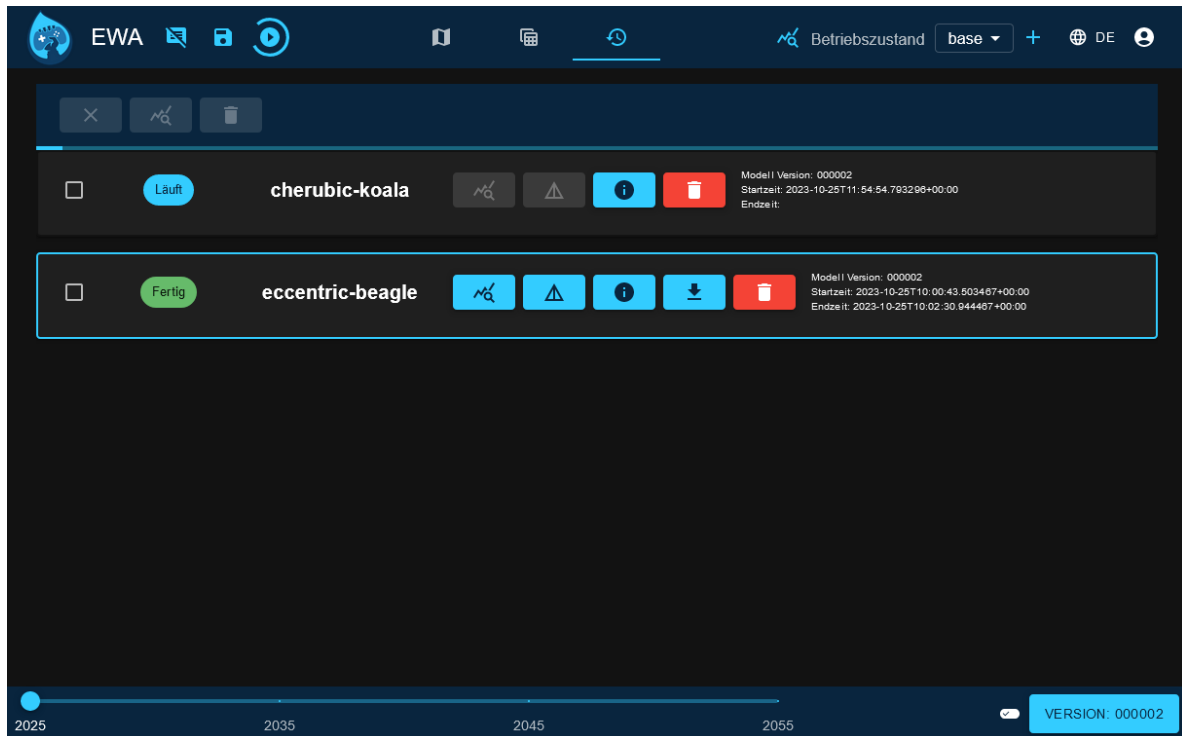 EWA
Betriebszustand base
DE
Läuft
cherubic-koala
Modell Version: 000002
Startzeit: 2023-10-25T11:54:54.793296+00:00
Endzeit:
Fertig
eccentric-beagle
Modell Version: 000002
Startzeit: 2023-10-25T10:00:43.503467+00:00
Endzeit: 2023-10-25T10:02:30.944467+00:00
2025 2035 2045 2055
VERSION: 000002